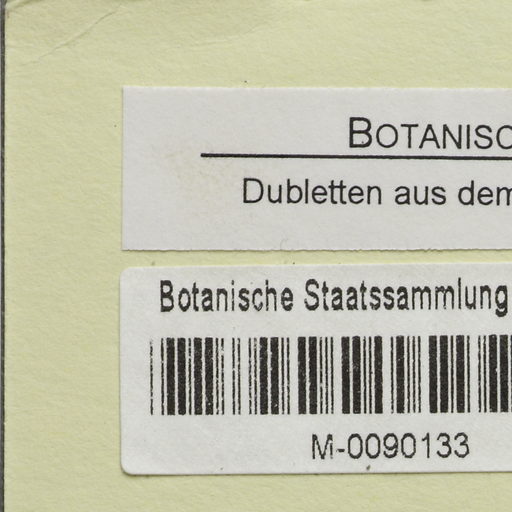 BOTANISC
Dubletten aus dem
Botanische Staatssammlung
M-0090133